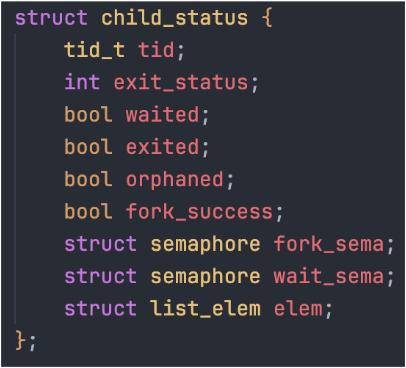 struct child_status {
    tid_t tid;
    int exit_status;
    bool waited;
    bool exited;
    bool orphaned;
    bool fork_success;
    struct semaphore fork_sema;
    struct semaphore wait_sema;
    struct list_elem elem;
};